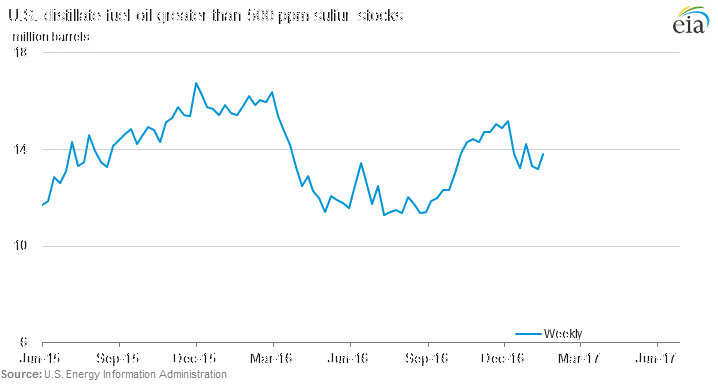 U.S. distillate fuel oil greater than 500 ppm sulfur stocks
million barrels
eia
18
14
10
6
Jun-15 Sep-15 Dec-15 Mar-16 Jun-16 Sep-16 Dec-16 Mar-17 Jun-17
Weekly
Source: U.S. Energy Information Administration